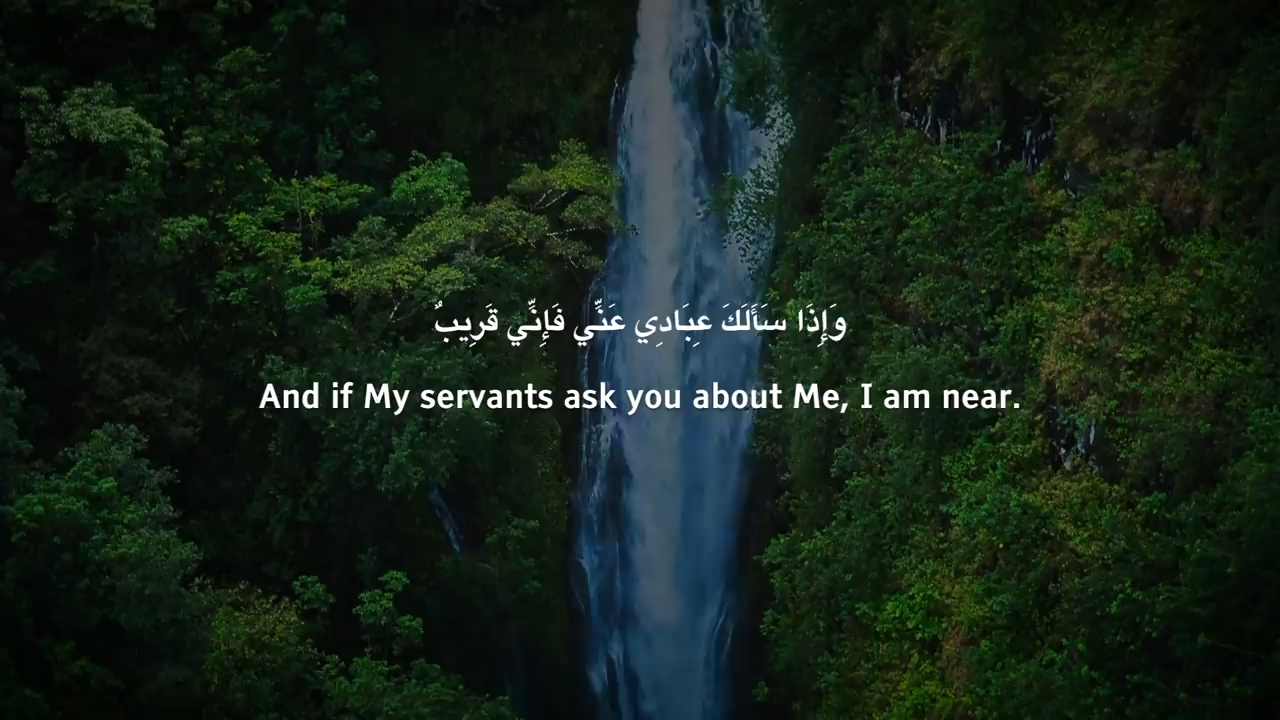 وَإِذَا سَأَلَكَ عِبَادِي عَنِّي فَإِنِّي قَرِيبٌ
And if My servants ask you about Me, I am near.